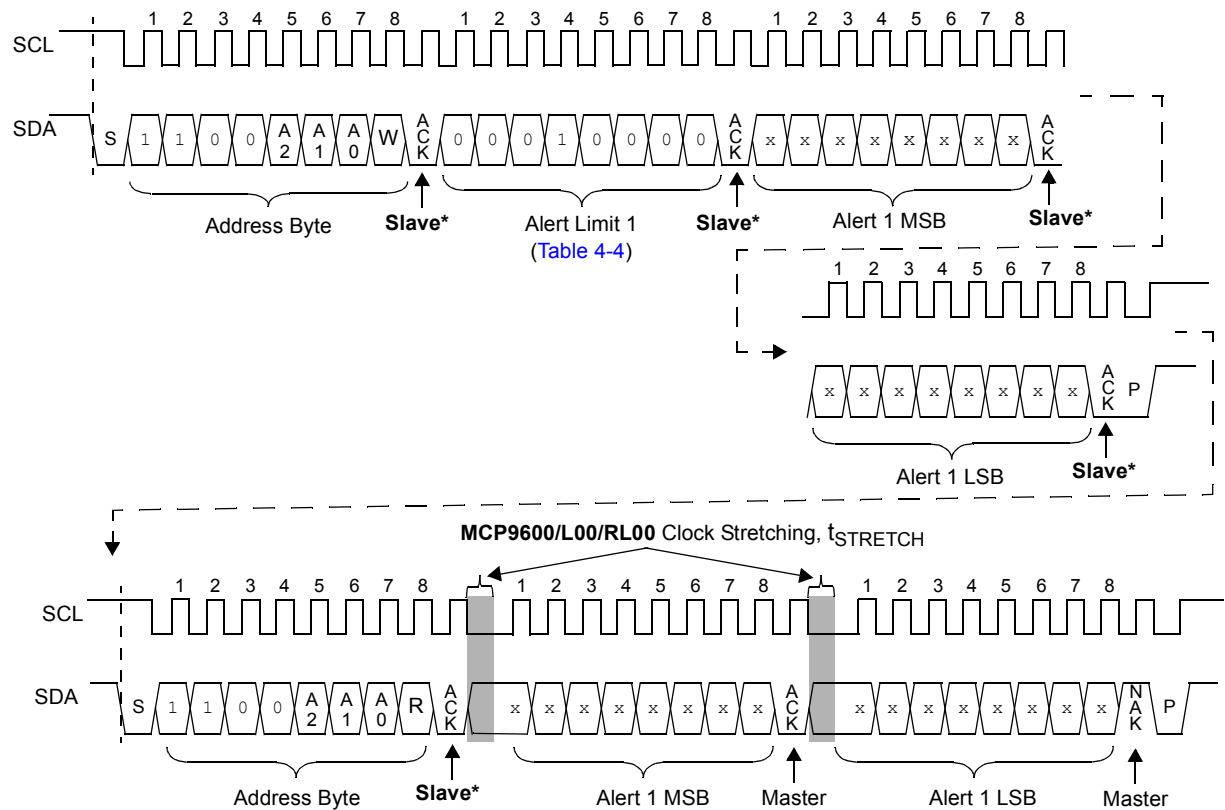 1 2 3 4 5 6 7 8 1 2 3 4 5 6 7 8 1 2 3 4 5 6 7 8
SCL
SDA S 1 1 0 0 A2 A1 A0 W ACK 0 0 0 1 0 0 0 0 ACK x x x x x x x x ACK
Address Byte Slave* Alert Limit 1 Slave* Alert 1 MSB Slave*
(Table 4-4)
1 2 3 4 5 6 7 8
x x x x x x x x ACK P
Alert 1 LSB Slave*
MCP9600/L00/RL00 Clock Stretching, tSTRETCH
1 2 3 4 5 6 7 8 1 2 3 4 5 6 7 8 1 2 3 4 5 6 7 8
SCL
SDA S 1 1 0 0 A2 A1 A0 R ACK x x x x x x x x ACK x x x x x x x x NAK P
Address Byte Slave* Alert 1 MSB Master Alert 1 LSB Master